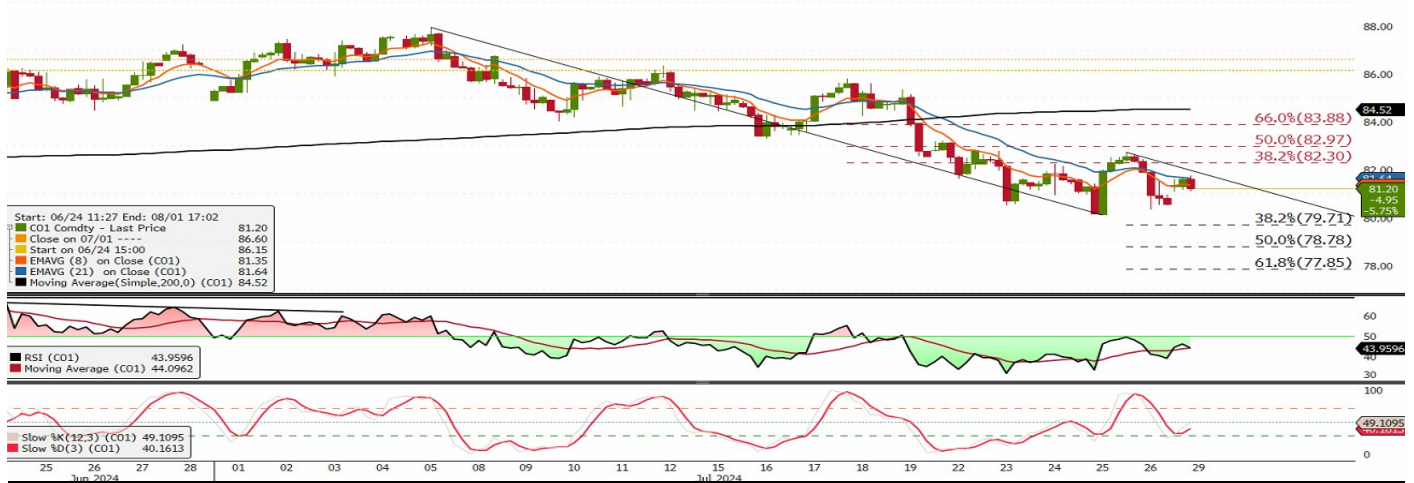 88.00
86.00
84.52
84.00
66.0%(83.88)
50.0%(82.97)
38.2%(82.30)
82.00
81.64
81.20
-4.95
-5.75%
80.00
38.2%(79.71)
50.0%(78.78)
61.8%(77.85)
78.00
Start: 06/24 11:27 End: 08/01 17:02
CO1 Comdty - Last Price 81.20
Close on 07/01 ---- 86.60
Start on 06/24 15:00 86.15
EMAVG (8) on Close (CO1) 81.35
EMAVG (21) on Close (CO1) 81.64
Moving Average(Simple,200,0) (CO1) 84.52
60
50
43.9596
40
30
RSI (CO1) 43.9596
Moving Average (CO1) 44.0962
100
49.1095
40.1613
0
Slow %K(12,3) (CO1) 49.1095
Slow %D(3) (CO1) 40.1613
25 26 27 28 01 02 03 04 05 08 09 10 11 12 15 16 17 18 19 22 23 24 25 26 29
Jun 2024 Jul 2024